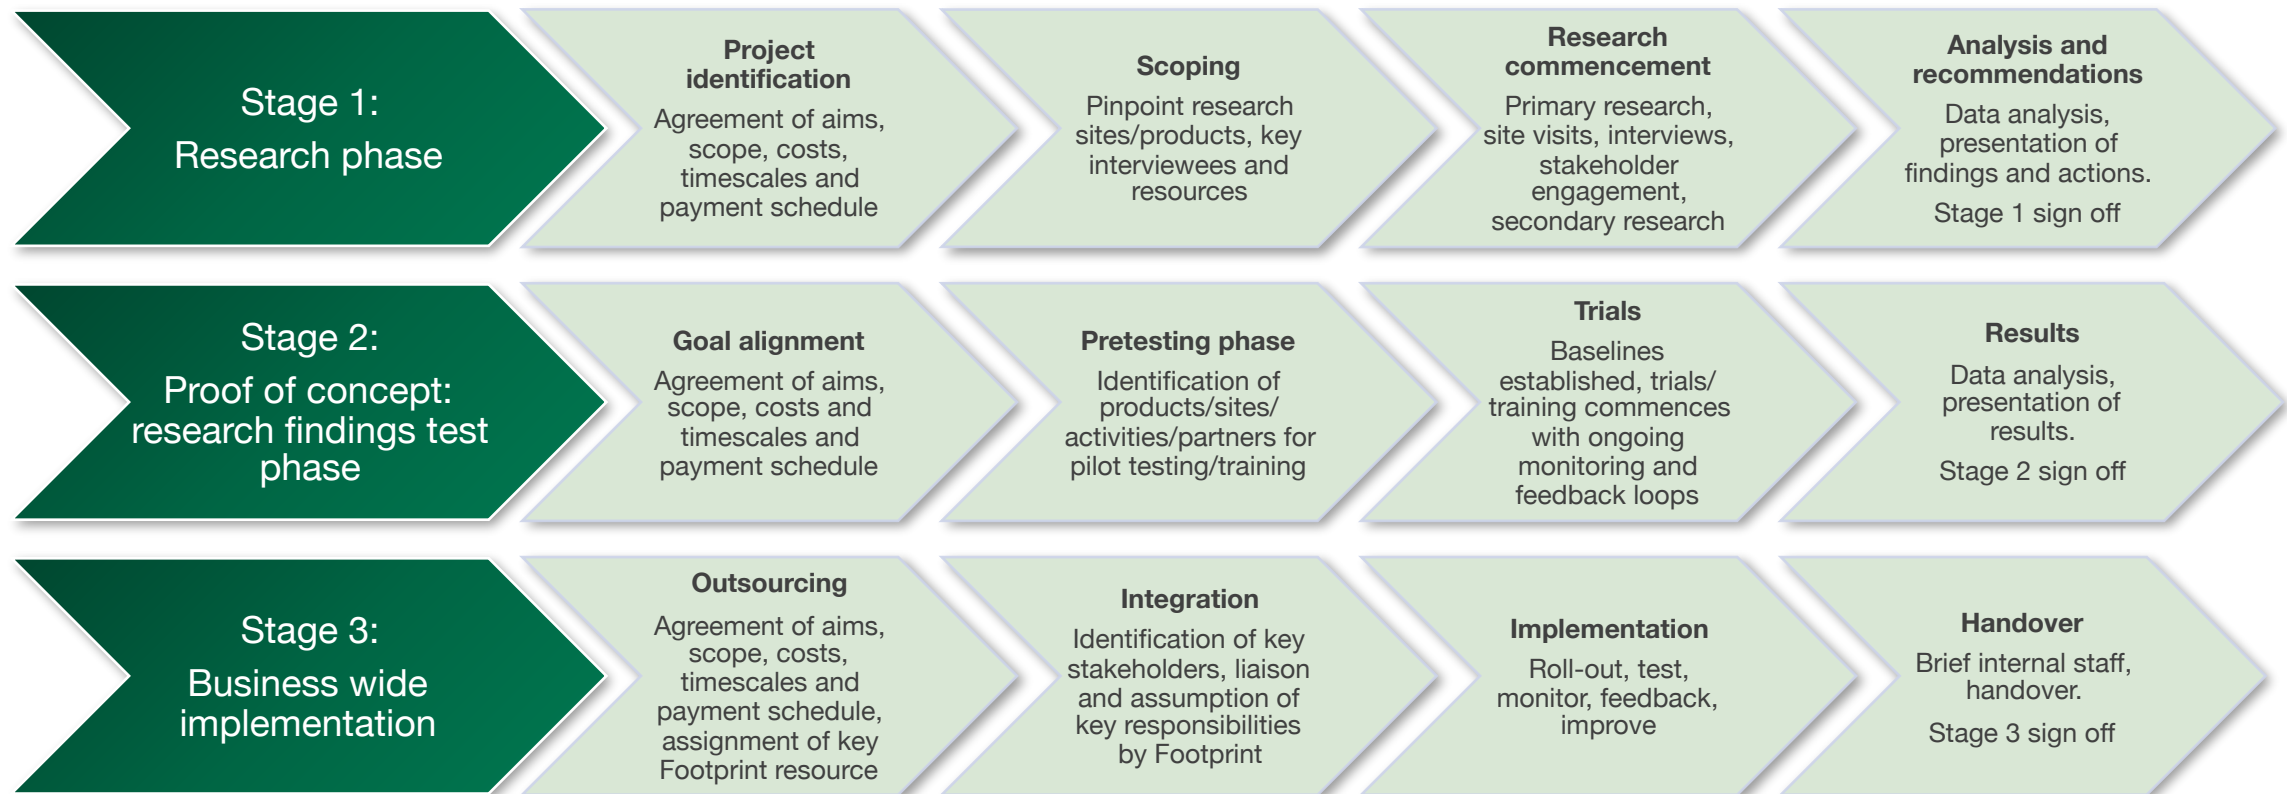 Stage 1:
Research phase
Project
identification
Agreement of aims,
scope, costs,
timescales and
payment schedule
Scoping
Pinpoint research
sites/products, key
interviewees and
resources
Research
commencement
Primary research,
site visits, interviews,
stakeholder
engagement,
secondary research
Analysis and
recommendations
Data analysis,
presentation of
findings and actions.
Stage 1 sign off
Stage 2:
Proof of concept:
research findings test
phase
Goal alignment
Agreement of aims,
scope, costs and
timescales and
payment schedule
Pretesting phase
Identification of
products/sites/
activities/partners for
pilot testing/training
Trials
Baselines
established, trials/
training commences
with ongoing
monitoring and
feedback loops
Results
Data analysis,
presentation of
results.
Stage 2 sign off
Stage 3:
Business wide
implementation
Outsourcing
Agreement of aims,
scope, costs,
timescales and
payment schedule,
assignment of key
Footprint resource
Integration
Identification of key
stakeholders, liaison
and assumption of
key responsibilities
by Footprint
Implementation
Roll-out, test,
monitor, feedback,
improve
Handover
Brief internal staff,
handover.
Stage 3 sign off